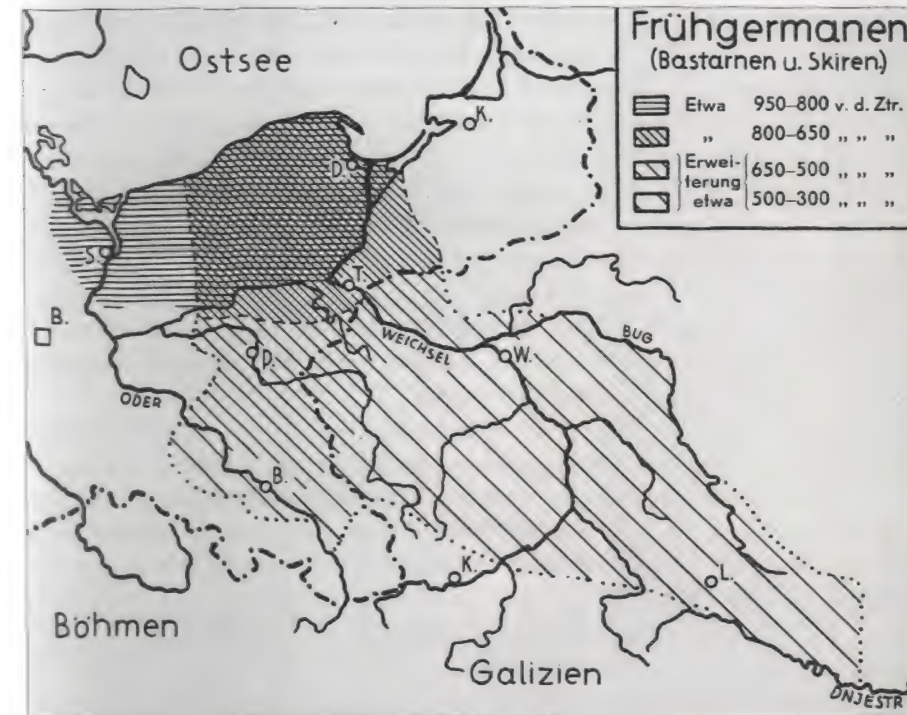 Frühgermanen
(Bastarnen u. Skiren)
Etwa 950–800 v. d. Ztr.
„ 800–650 „ „ „
Erwei-
terung
etwa
650–500 „ „ „
500–300 „ „ „
Ostsee
K.
D.
S.
T.
B.
P.
W.
WEICHSEL
BUG
ODER
B.
K.
L.
Böhmen
Galizien
DNJESTR